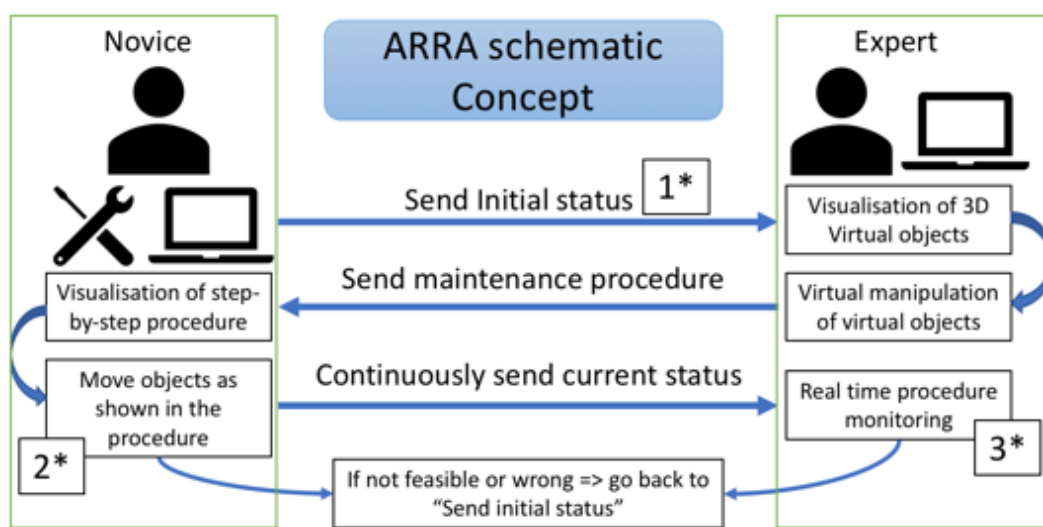 Novice
ARRA schematic
Concept
Expert
Send Initial status
1*
Visualisation of 3D
Virtual objects
Send maintenance procedure
Visualisation of step-
by-step procedure
Virtual manipulation
of virtual objects
Continuously send current status
Move objects as
shown in the
procedure
Real time procedure
monitoring
2*
3*
If not feasible or wrong => go back to
“Send initial status”